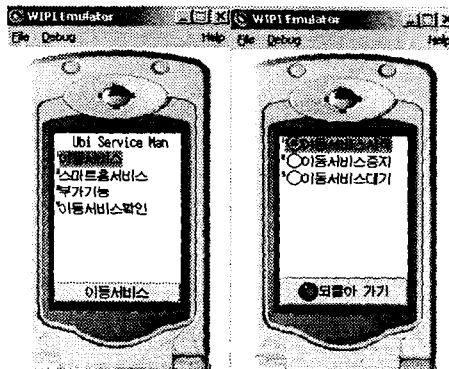 WIPI Emulator
File Debug Help
Ubi Service Man
이동서비스
스마트홈서비스
부가기능
이동서비스확인
이동서비스
WIPI Emulator
File Debug Help
이동서비스시작
이동서비스중지
이동서비스대기
되돌아 가기